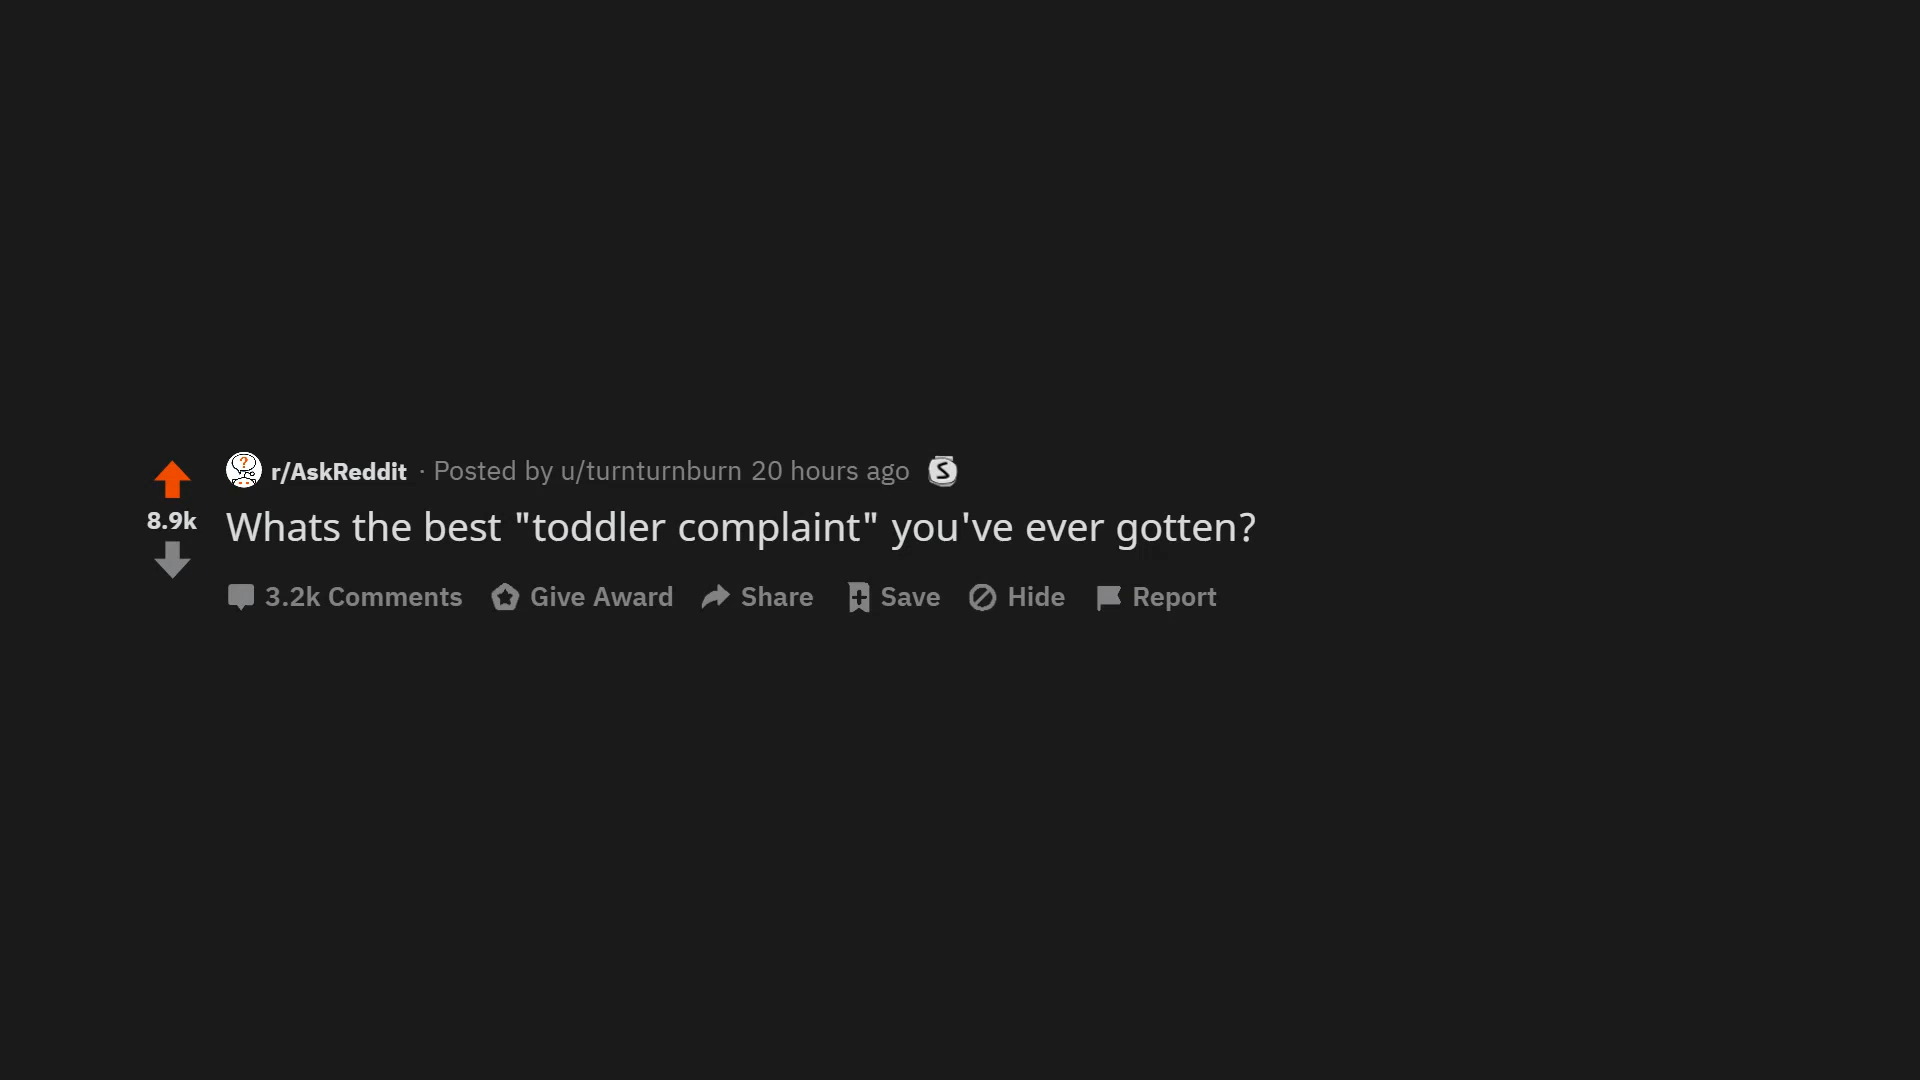 r/AskReddit · Posted by u/turnturnburn 20 hours ago S
8.9k
Whats the best "toddler complaint" you've ever gotten?
3.2k Comments Give Award Share Save Hide Report